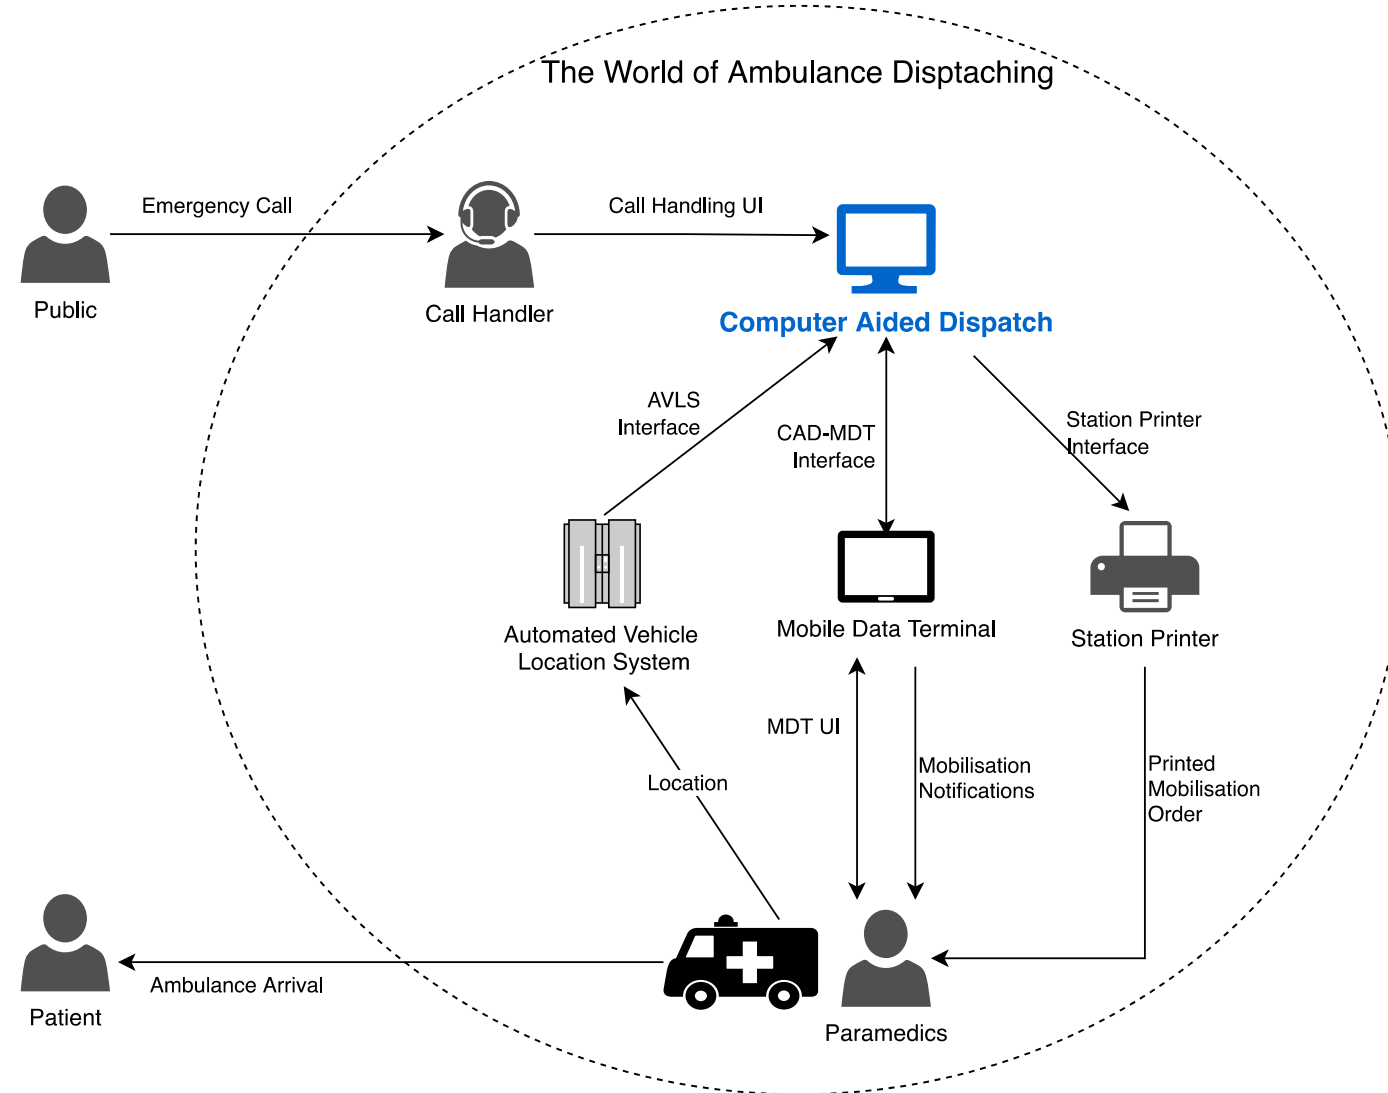 The World of Ambulance Disptaching
Emergency Call
Call Handling UI
Public
Call Handler
Computer Aided Dispatch
AVLS
Interface
CAD-MDT
Interface
Station Printer
Interface
Automated Vehicle
Location System
Mobile Data Terminal
Station Printer
MDT UI
Location
Mobilisation
Notifications
Printed
Mobilisation
Order
Ambulance Arrival
Patient
Paramedics